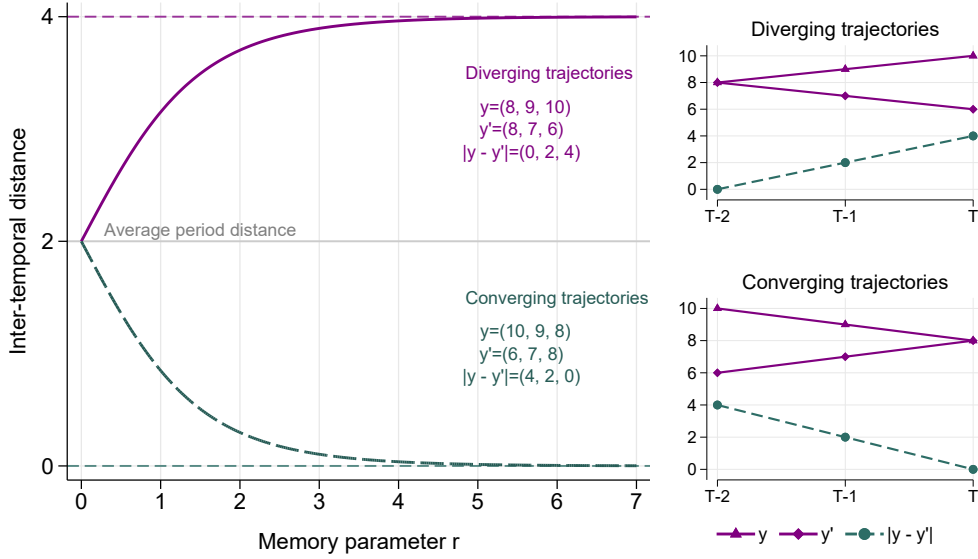 Inter-temporal distance
4
2
0
Diverging trajectories
y=(8, 9, 10)
y'=(8, 7, 6)
|y - y'|=(0, 2, 4)
Average period distance
Converging trajectories
y=(10, 9, 8)
y'=(6, 7, 8)
|y - y'|=(4, 2, 0)
0 1 2 3 4 5 6 7
Memory parameter r
Diverging trajectories
10
8
6
4
2
0
T-2 T-1 T
Converging trajectories
10
8
6
4
2
0
T-2 T-1 T
y y' |y - y'|